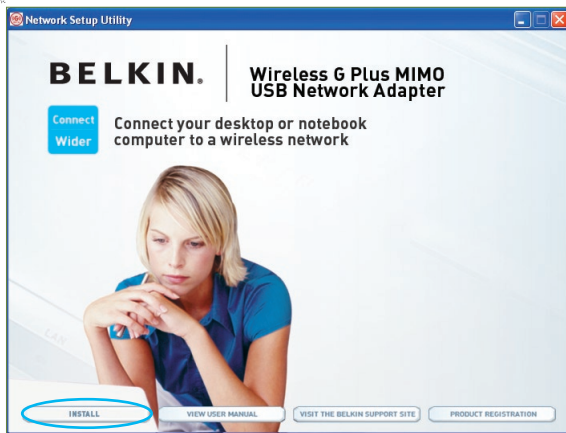 Network Setup Utility
BELKIN.
Wireless G Plus MIMO
USB Network Adapter
Connect
Wider
Connect your desktop or notebook
computer to a wireless network
LAN
INSTALL
VIEW USER MANUAL
VISIT THE BELKIN SUPPORT SITE
PRODUCT REGISTRATION